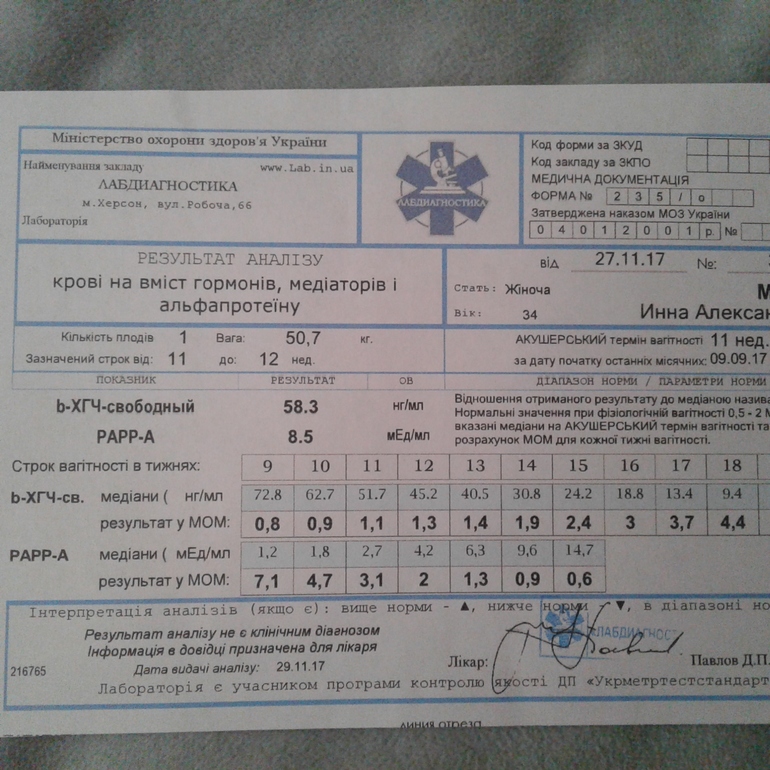 Міністерство охорони здоров'я України
Найменування закладу www.Lab.in.ua
ЛАБДИАГНОСТИКА
м.Херсон, вул.Робоча,66
Лабораторія
ЛАБДИАГНОСТИКА
Код форми за ЗКУД
Код закладу за ЗКПО
МЕДИЧНА ДОКУМЕНТАЦІЯ
ФОРМА № 2 3 5 / о
Затверджена наказом МОЗ України
0 4 0 1 2 0 0 1 р. №
РЕЗУЛЬТАТ АНАЛІЗУ
крові на вміст гормонів, медіаторів і
альфапротеїну
від 27.11.17 №:
Стать: Жіноча
Вік: 34 Инна Алексан
Кількість плодів 1 Вага: 50,7 кг.
Зазначений строк від: 11 до: 12 нед.
АКУШЕРСЬКИЙ термін вагітності 11 нед.
за дату початку останніх місячних: 09.09.17
ПОКАЗНИК РЕЗУЛЬТАТ ОВ ДІАПАЗОН НОРМИ / ПАРАМЕТРИ НОРМИ
b-ХГЧ-свободный 58.3 нг/мл
PAPP-A 8.5 мЕд/мл
Відношення отриманого результату до медіаною назива
Нормальні значення при фізіологічній вагітності 0,5 - 2 М
вказані медіани на АКУШЕРСЬКИЙ термін вагітності та
розрахунок МОМ для кожної тижні вагітності.
Строк вагітності в тижнях: 9 10 11 12 13 14 15 16 17 18
b-ХГЧ-св. медіани ( нг/мл 72.8 62.7 51.7 45.2 40.5 30.8 24.2 18.8 13.4 9.4
результат у МОМ: 0,8 0,9 1,1 1,3 1,4 1,9 2,4 3 3,7 4,4
PAPP-A медіани ( мЕд/мл 1,2 1,8 2,7 4,2 6,3 9,6 14,7
результат у МОМ: 7,1 4,7 3,1 2 1,3 0,9 0,6
Інтерпретація аналізів (якщо є): вище норми - ▲, нижче норми ▼, в діапазоні но
Результат аналізу не є клінічним діагнозом
Інформація в довідці призначена для лікаря
216765 Дата видачі аналізу: 29.11.17
Лікар: ЛАБДИАГНОСТ Павлов Д.П.
Лабораторія є учасником програми контролю якості ДП «Укрметртестстандарт
линия отреза